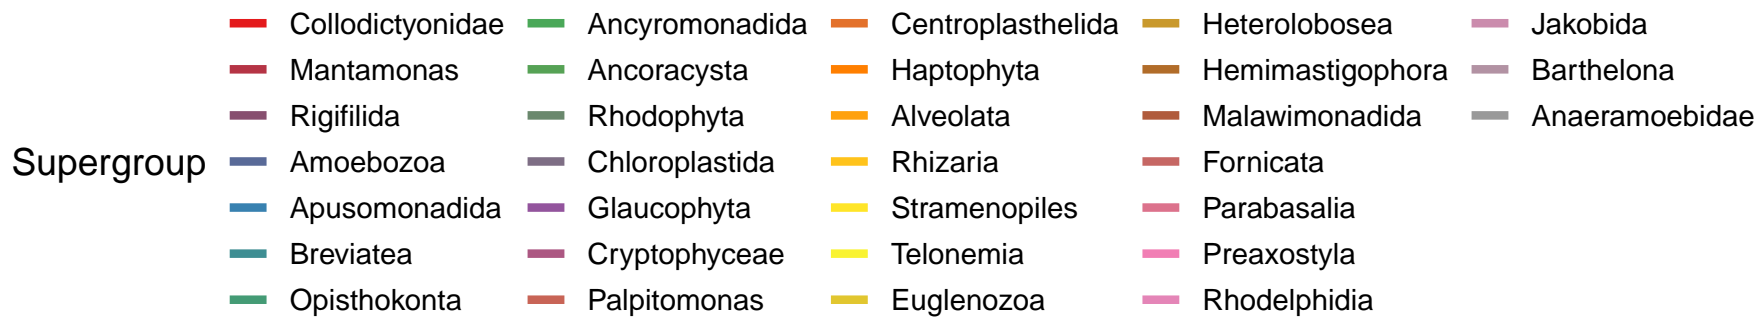 Supergroup
Collodictyonidae
Mantamonas
Rigifilida
Amoebozoa
Apusomonadida
Breviatea
Opisthokonta
Ancyromonadida
Ancoracysta
Rhodophyta
Chloroplastida
Glaucophyta
Cryptophyceae
Palpitomonas
Centroplasthelida
Haptophyta
Alveolata
Rhizaria
Stramenopiles
Telonemia
Euglenozoa
Heterolobosea
Hemimastigophora
Malawimonadida
Fornicata
Parabasalia
Preaxostyla
Rhodelphidia
Jakobida
Barthelona
Anaeramoebidae